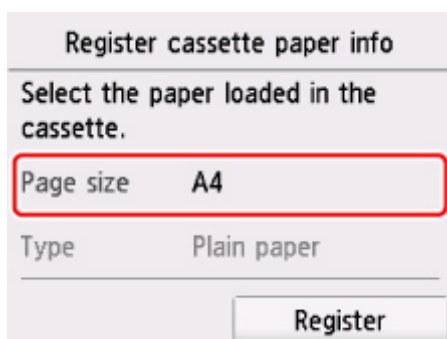 Register cassette paper info
Select the paper loaded in the
cassette.
Page size A4
Type Plain paper
Register